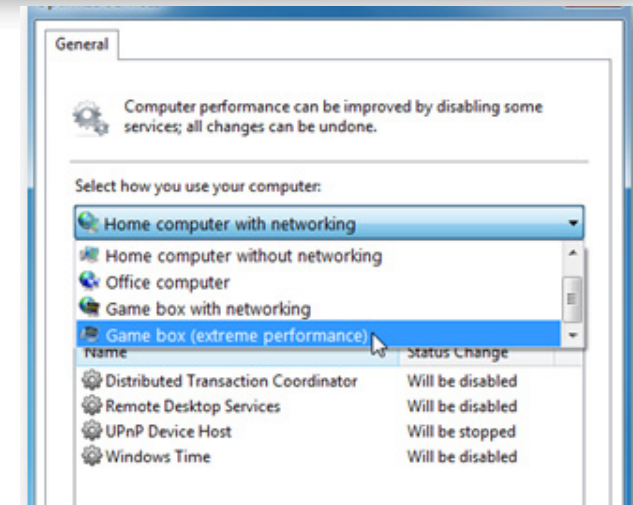 General
Computer performance can be improved by disabling some
services; all changes can be undone.
Select how you use your computer:
Home computer with networking
Home computer without networking
Office computer
Game box with networking
Game box (extreme performance)
Name Status Change
Distributed Transaction Coordinator Will be disabled
Remote Desktop Services Will be disabled
UPnP Device Host Will be stopped
Windows Time Will be disabled